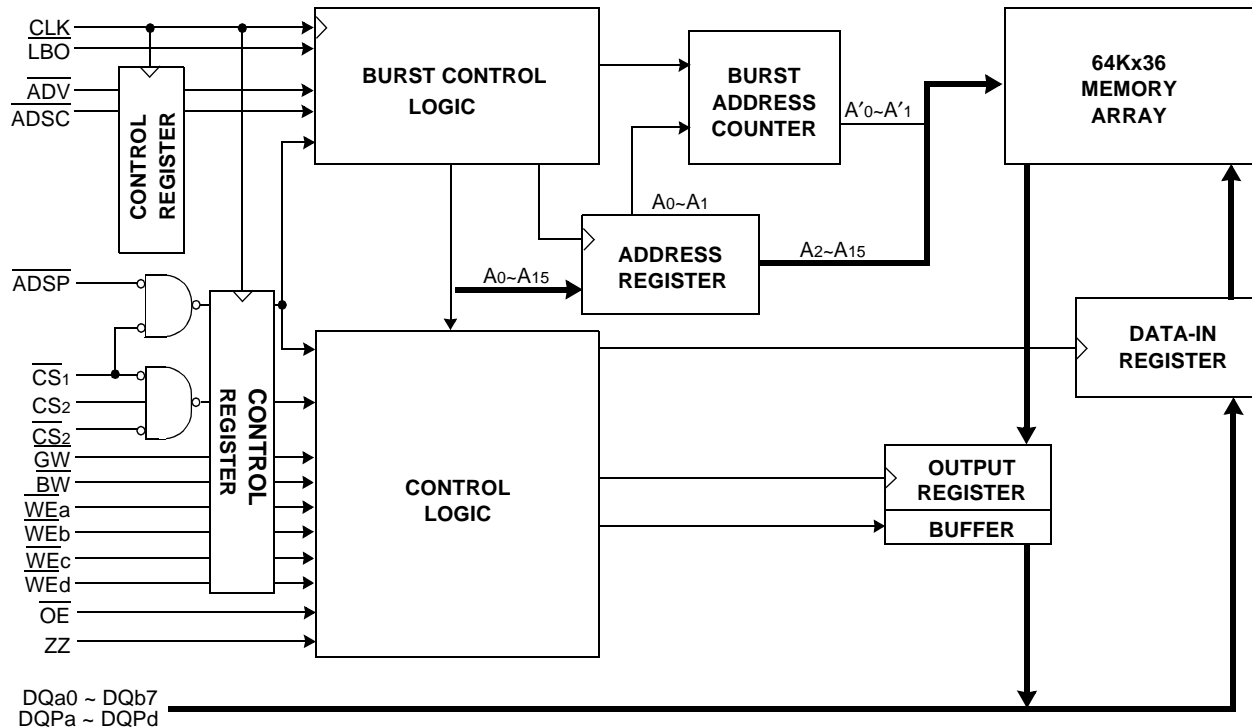 CLK
LBO
ADV
ADSC
CONTROL
REGISTER
BURST CONTROL
LOGIC
BURST
ADDRESS
COUNTER
A′0~A′1
64Kx36
MEMORY
ARRAY
A0~A1
ADDRESS
REGISTER
A2~A15
A0~A15
ADSP
CS1
CS2
CS2
GW
BW
WEa
WEb
WEc
WEd
OE
ZZ
CONTROL
REGISTER
CONTROL
LOGIC
DATA-IN
REGISTER
OUTPUT
REGISTER
BUFFER
DQa0 ~ DQb7
DQPa ~ DQPd